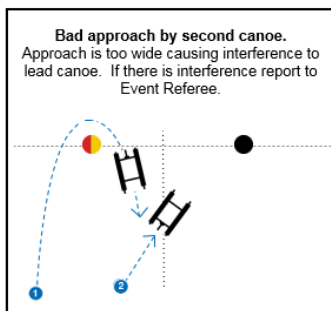 Bad approach by second canoe.
Approach is too wide causing interference to
lead canoe.  If there is interference report to
Event Referee.
1
2